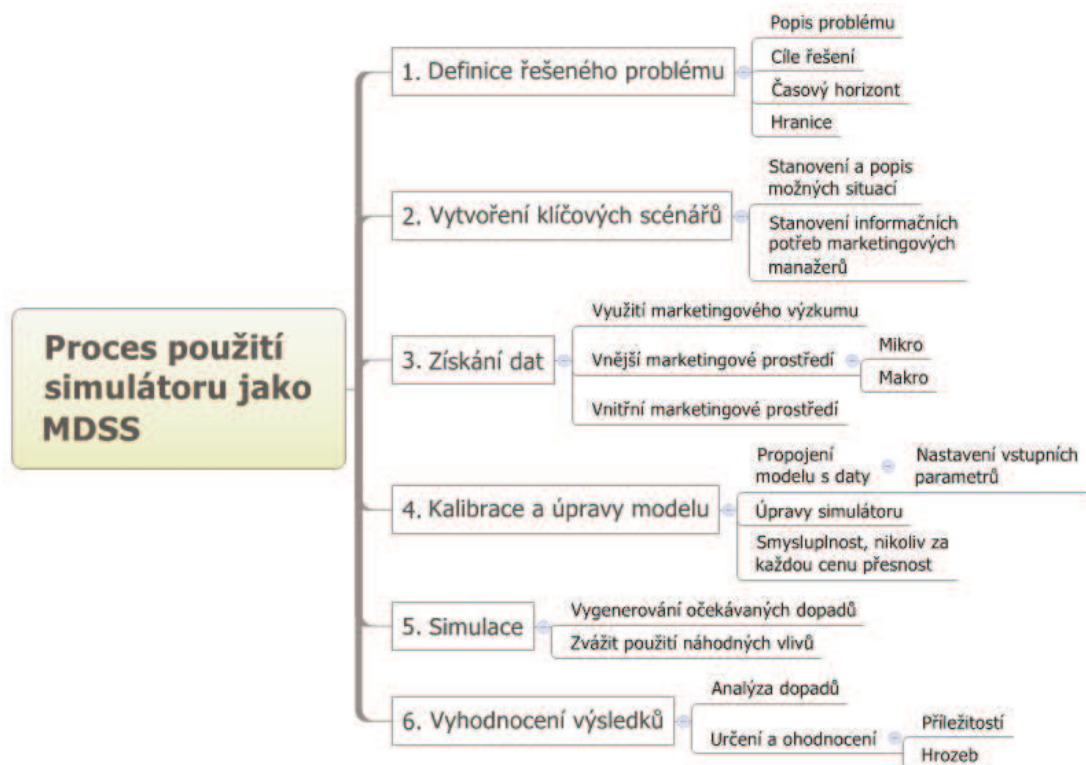 Proces použití
simulátoru jako
MDSS
1. Definice řešeného problému
Popis problému
Cíle řešení
Časový horizont
Hranice
2. Vytvoření klíčových scénářů
Stanovení a popis
možných situací
Stanovení informačních
potřeb marketingových
manažerů
3. Získání dat
Využití marketingového výzkumu
Vnější marketingové prostředí
Mikro
Makro
Vnitřní marketingové prostředí
4. Kalibrace a úpravy modelu
Propojení
modelu s daty
Nastavení vstupních
parametrů
Úpravy simulátoru
Smysluplnost, nikoliv za
každou cenu přesnost
5. Simulace
Vygenerování očekávaných dopadů
Zvážit použití náhodných vlivů
6. Vyhodnocení výsledků
Analýza dopadů
Určení a ohodnocení
Příležitostí
Hrozeb